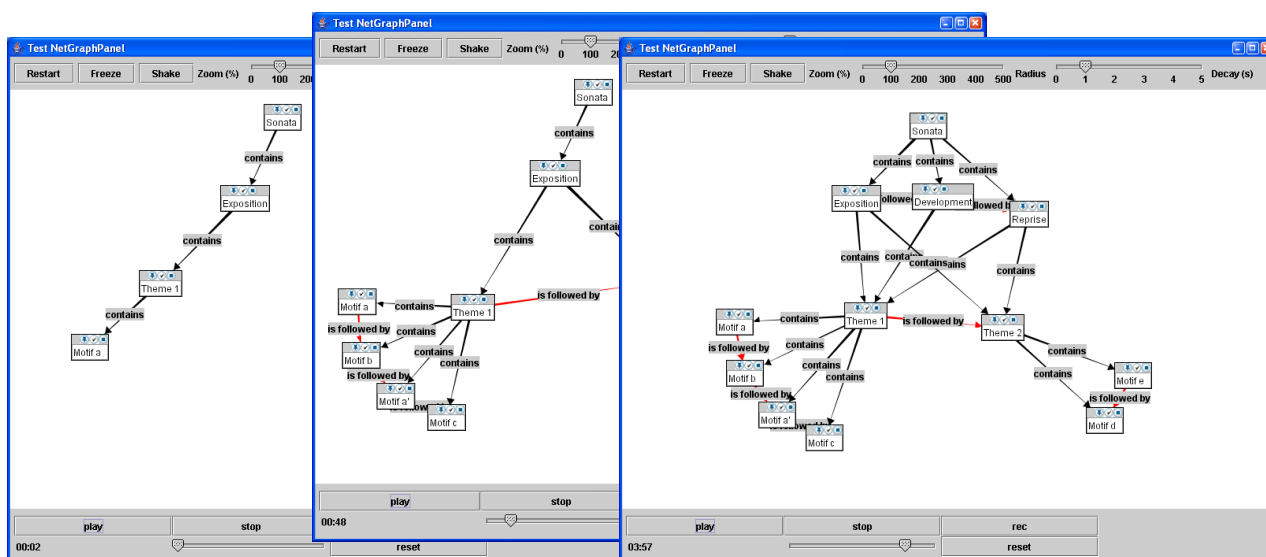 Test NetGraphPanel
Restart Freeze Shake Zoom (%)
0 100 200
Sonata
contains
Exposition
contains
Theme 1
contains
Motif a
play stop
00:02 reset
Test NetGraphPanel
Restart Freeze Shake Zoom (%)
0 100
Sonata
contains
Exposition
contains
contains
is followed by
Motif a
contains
Theme 1
is followed by
contains
Motif b
contains
contains
is followed by
Motif a'
Motif c
play stop
00:48
Test NetGraphPanel
Restart Freeze Shake Zoom (%) Radius Decay (s)
0 100 200 300 400 500
0 1 2 3 4 5
Sonata
contains contains contains
Exposition Development Reprise
contains contains contains
contains
Theme 1 is followed by Theme 2
Motif a contains
is followed by
contains
Motif b contains contains
is followed by
Motif a'
Motif c
contains
contains
Motif e
is followed by
Motif d
play stop rec
03:57 reset